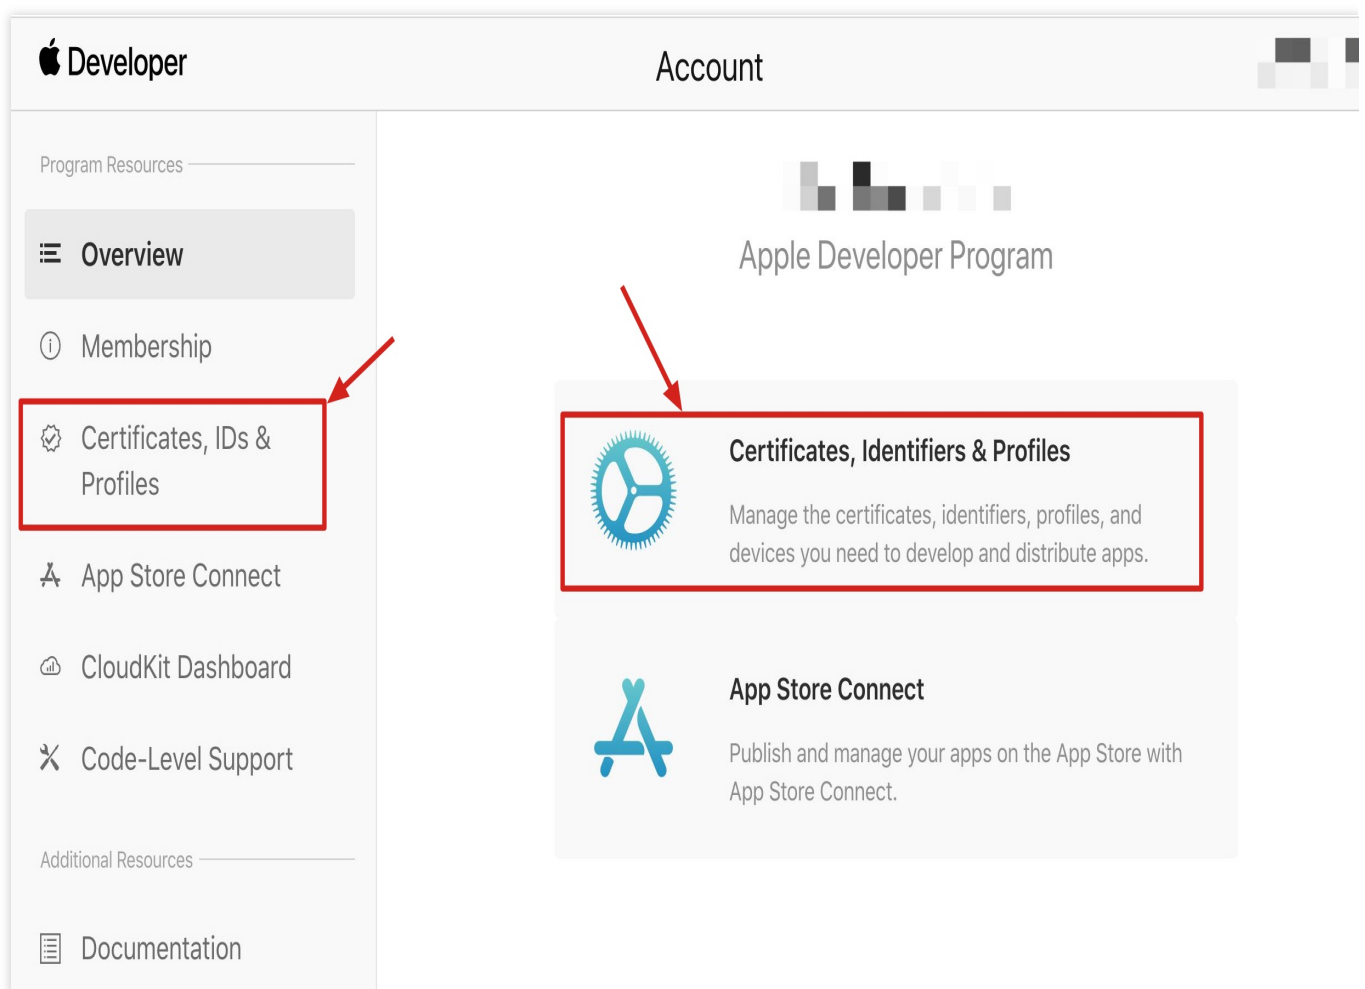 Developer
Account
Program Resources
Overview
Membership
Certificates, IDs &
Profiles
App Store Connect
CloudKit Dashboard
Code-Level Support
Additional Resources
Documentation
Apple Developer Program
Certificates, Identifiers & Profiles
Manage the certificates, identifiers, profiles, and
devices you need to develop and distribute apps.
App Store Connect
Publish and manage your apps on the App Store with
App Store Connect.